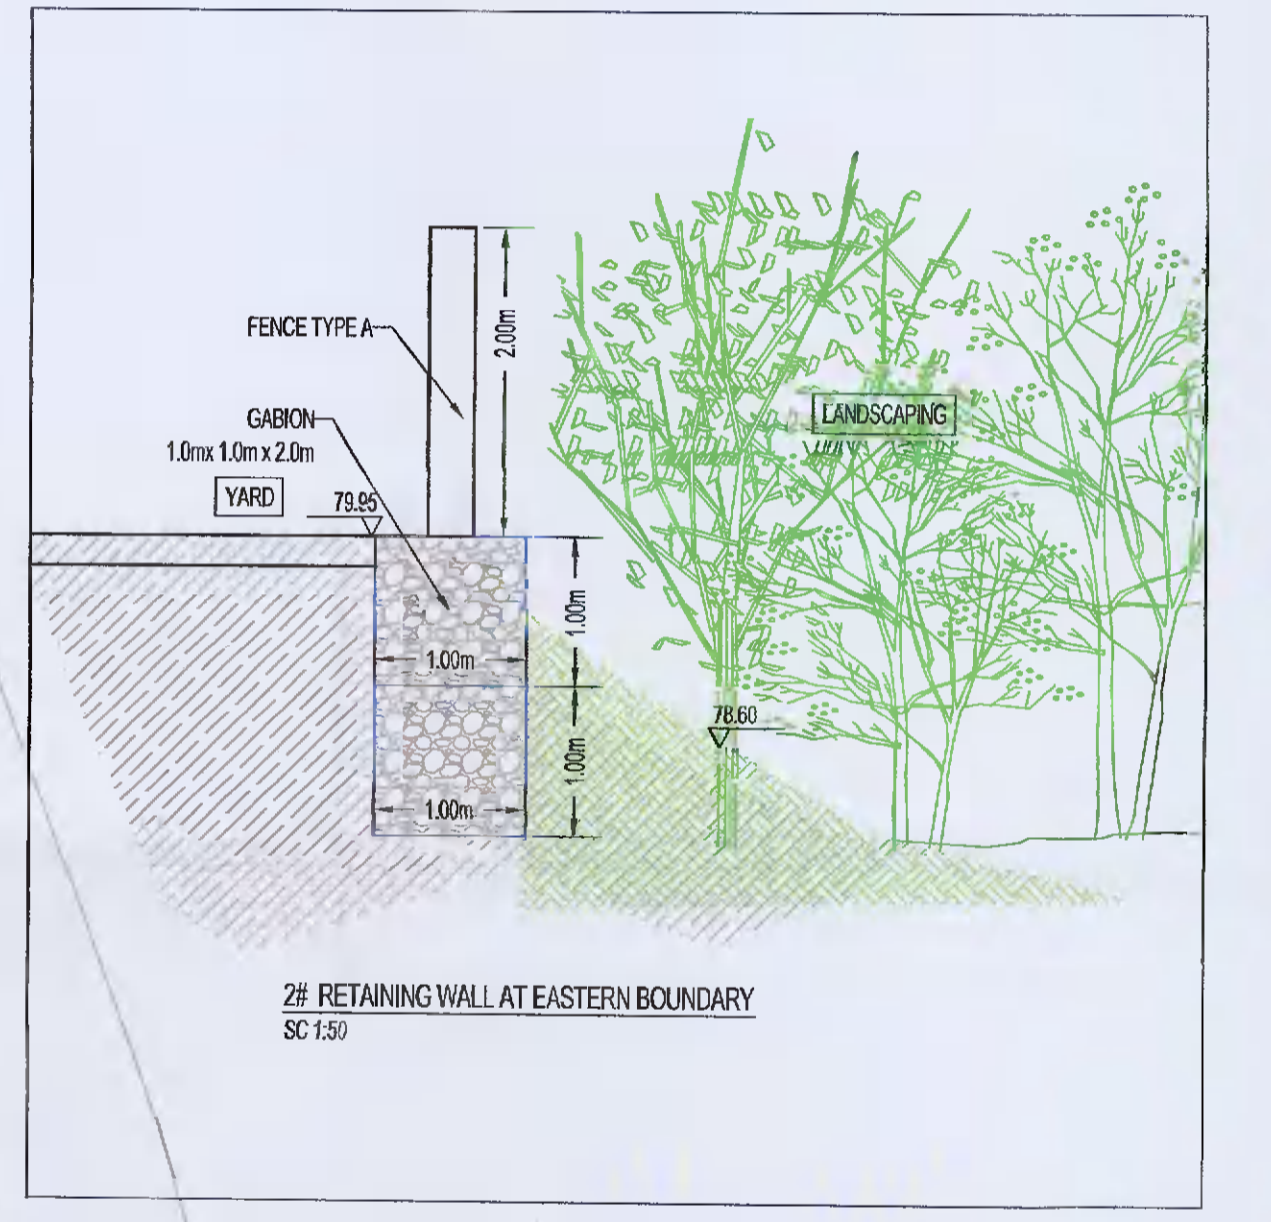 FENCE TYPE A
2.00m
GABION
1.0mx 1.0m x 2.0m
YARD
79.95
LANDSCAPING
1.00m
1.00m
78.60
1.00m
1.00m
2# RETAINING WALL AT EASTERN BOUNDARY
SC 1:50